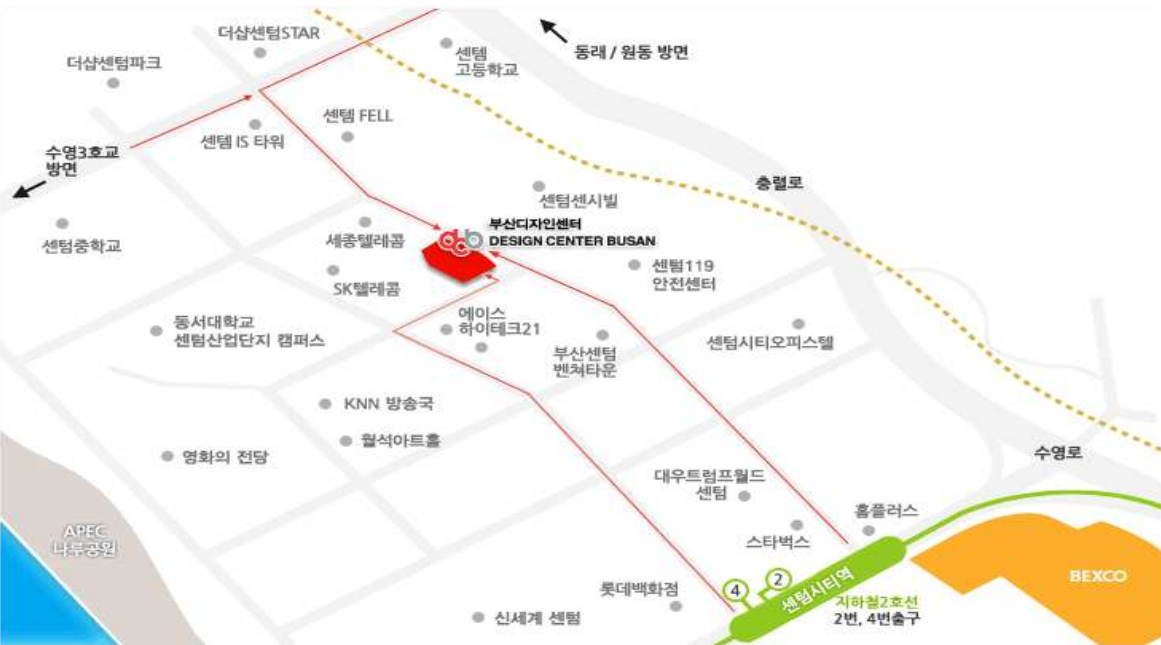 더샵센텀STAR
더샵센텀파크
센템
고등학교
동래 / 원동 방면
센템 FELL
센템 IS 타워
수영3호교
방면
충렬로
센텀센시빌
센텀중학교
세종텔레콤
dcb
부산디자인센터
DESIGN CENTER BUSAN
센텀119
안전센터
SK텔레콤
에이스
하이테크21
동서대학교
센텀산업단지 캠퍼스
부산센텀
벤쳐타운
센텀시티오피스텔
KNN 방송국
월석아트홀
영화의 전당
수영로
대우트럼프월드
센텀
홈플러스
스타벅스
APEC
나루공원
롯데백화점
4
2
센텀시티역
BEXCO
신세계 센텀
지하철2호선
2번, 4번출구